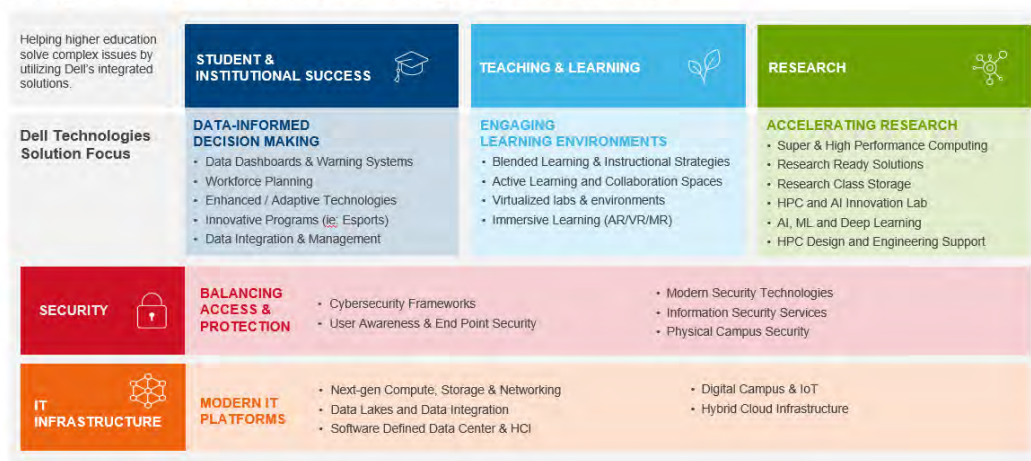 Helping higher education
solve complex issues by
utilizing Dell's integrated
solutions.
STUDENT &
INSTITUTIONAL SUCCESS
TEACHING & LEARNING
RESEARCH
Dell Technologies
Solution Focus
DATA-INFORMED
DECISION MAKING
• Data Dashboards & Warning Systems
• Workforce Planning
• Enhanced / Adaptive Technologies
• Innovative Programs (ie: Esports)
• Data Integration & Management
ENGAGING
LEARNING ENVIRONMENTS
• Blended Learning & Instructional Strategies
• Active Learning and Collaboration Spaces
• Virtualized labs & environments
• Immersive Learning (AR/VR/MR)
ACCELERATING RESEARCH
• Super & High Performance Computing
• Research Ready Solutions
• Research Class Storage
• HPC and AI Innovation Lab
• AI, ML and Deep Learning
• HPC Design and Engineering Support
SECURITY
BALANCING
ACCESS &
PROTECTION
• Cybersecurity Frameworks
• User Awareness & End Point Security
• Modern Security Technologies
• Information Security Services
• Physical Campus Security
IT
INFRASTRUCTURE
MODERN IT
PLATFORMS
• Next-gen Compute, Storage & Networking
• Data Lakes and Data Integration
• Software Defined Data Center & HCI
• Digital Campus & IoT
• Hybrid Cloud Infrastructure